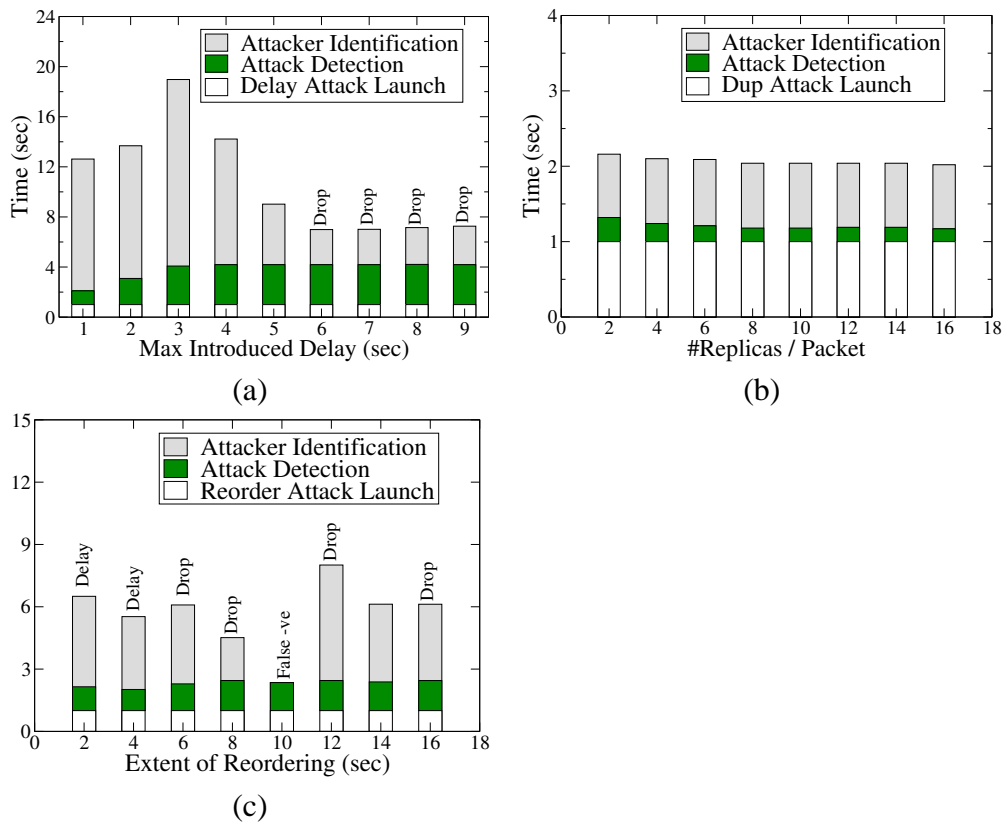 24
20
16
12
8
4
0
Time (sec)
Attacker Identification
Attack Detection
Delay Attack Launch
Drop
Drop
Drop
Drop
1 2 3 4 5 6 7 8 9
Max Introduced Delay (sec)
(a)
4
3
2
1
0
Time (sec)
Attacker Identification
Attack Detection
Dup Attack Launch
0 2 4 6 8 10 12 14 16 18
#Replicas / Packet
(b)
15
12
9
6
3
0
Attacker Identification
Attack Detection
Reorder Attack Launch
Delay
Delay
Drop
Drop
False -ve
Drop
Drop
0 2 4 6 8 10 12 14 16 18
Extent of Reordering (sec)
(c)